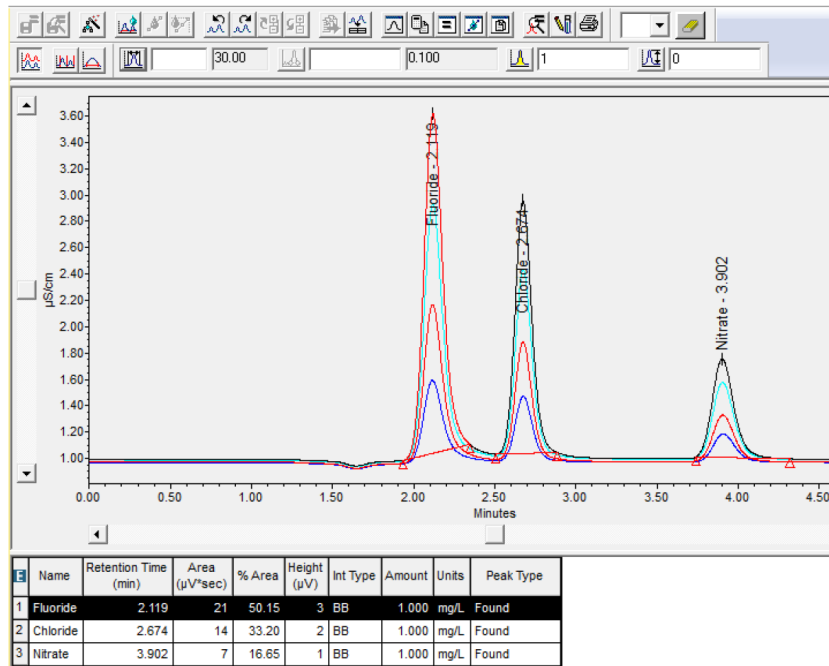 30.00
0.100
1
0
3.60
3.40
3.20
3.00
2.80
2.60
2.40
2.20
2.00
1.80
1.60
1.40
1.20
1.00
µS/cm
Fluoride - 2.119
Chloride - 2.674
Nitrate - 3.902
0.00 0.50 1.00 1.50 2.00 2.50 3.00 3.50 4.00 4.50
Minutes
E Name Retention Time (min) Area (µV*sec) % Area Height (µV) Int Type Amount Units Peak Type
1 Fluoride 2.119 21 50.15 3 BB 1.000 mg/L Found
2 Chloride 2.674 14 33.20 2 BB 1.000 mg/L Found
3 Nitrate 3.902 7 16.65 1 BB 1.000 mg/L Found